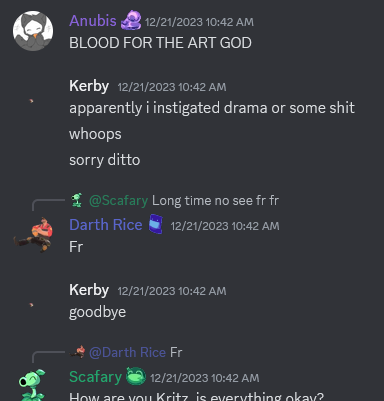 Anubis 12/21/2023 10:42 AM
BLOOD FOR THE ART GOD
Kerby 12/21/2023 10:42 AM
apparently i instigated drama or some shit
whoops
sorry ditto
@Scafary Long time no see fr fr
Darth Rice 12/21/2023 10:42 AM
Fr
Kerby 12/21/2023 10:42 AM
goodbye
@Darth Rice Fr
Scafary 12/21/2023 10:42 AM
How are you Kritz, is everything okay?